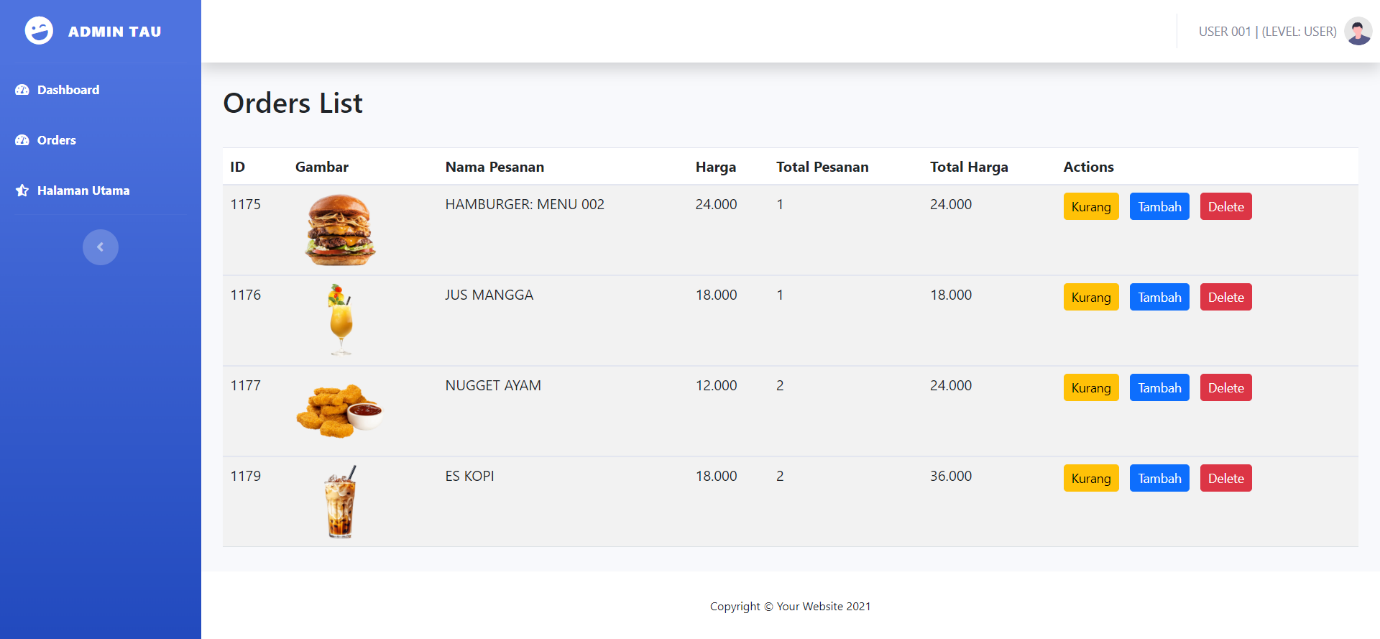 ADMIN TAU
USER 001 | (LEVEL: USER)
Dashboard
Orders
Halaman Utama
Orders List
ID Gambar Nama Pesanan Harga Total Pesanan Total Harga Actions
1175 HAMBURGER: MENU 002 24.000 1 24.000 Kurang Tambah Delete
1176 JUS MANGGA 18.000 1 18.000 Kurang Tambah Delete
1177 NUGGET AYAM 12.000 2 24.000 Kurang Tambah Delete
1179 ES KOPI 18.000 2 36.000 Kurang Tambah Delete
Copyright © Your Website 2021